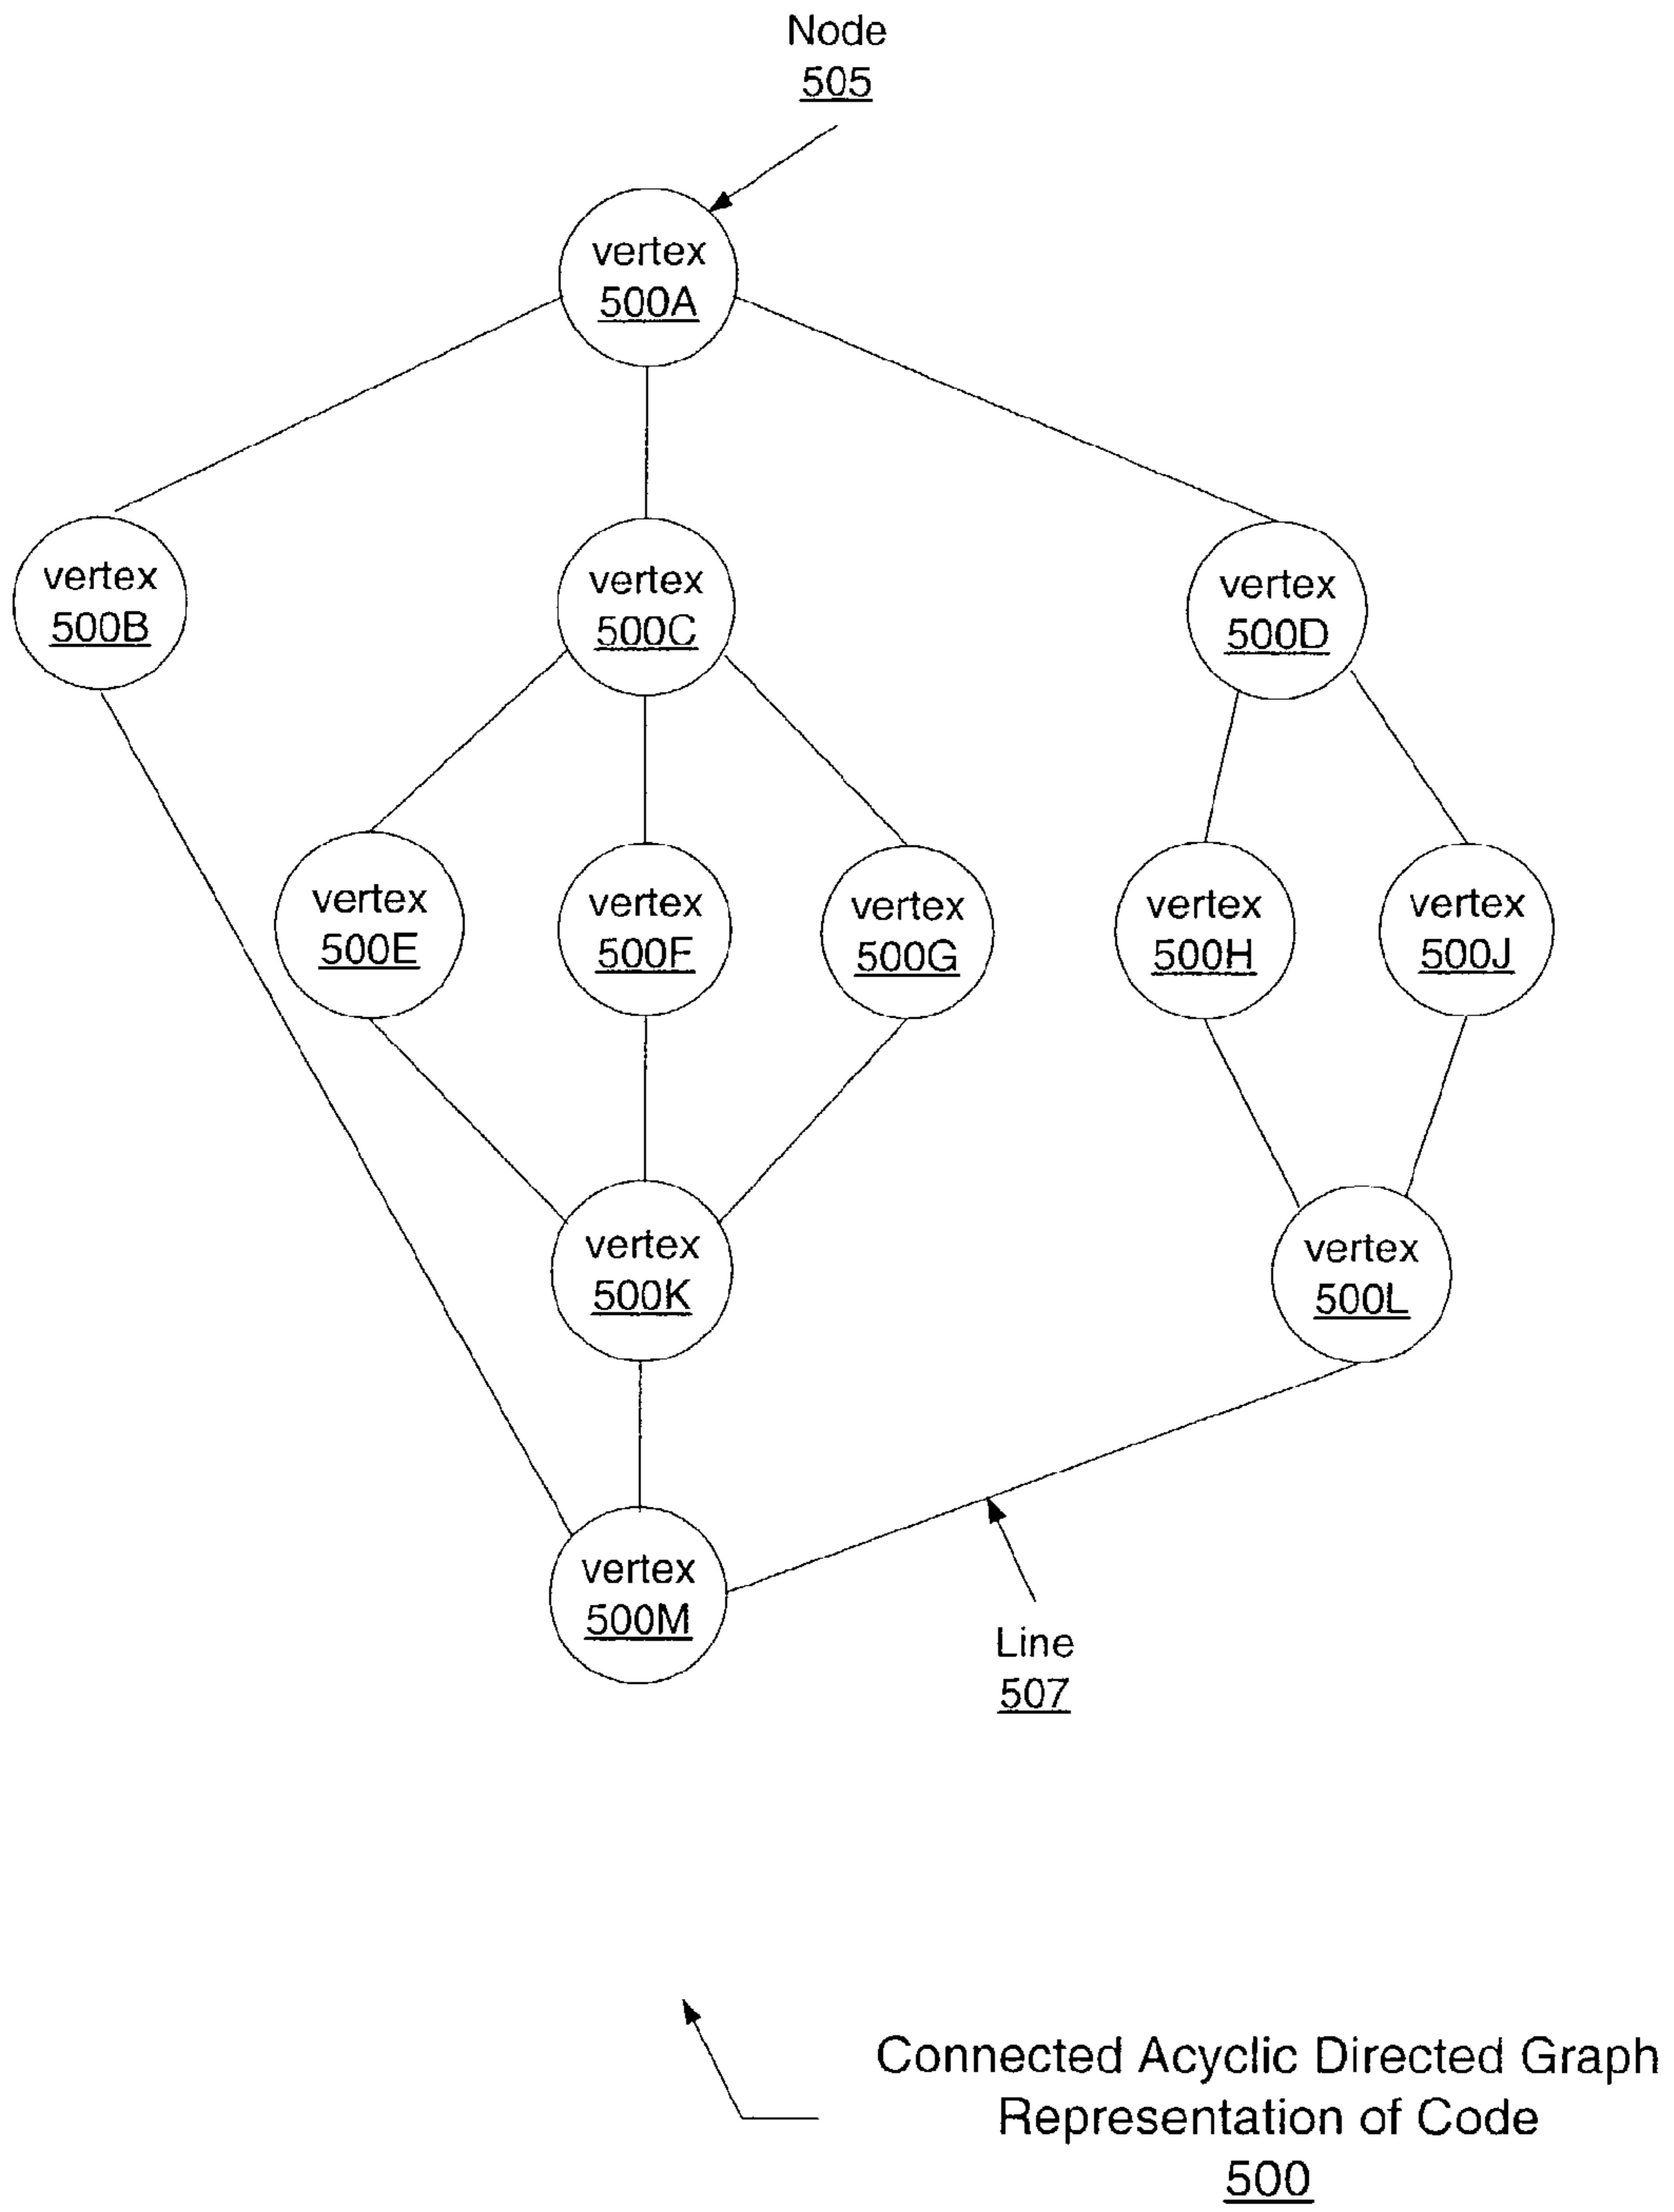 Node
505
vertex
500A
vertex
500B
vertex
500C
vertex
500D
vertex
500E
vertex
500F
vertex
500G
vertex
500H
vertex
500J
vertex
500K
vertex
500L
vertex
500M
Line
507
Connected Acyclic Directed Graph
Representation of Code
500